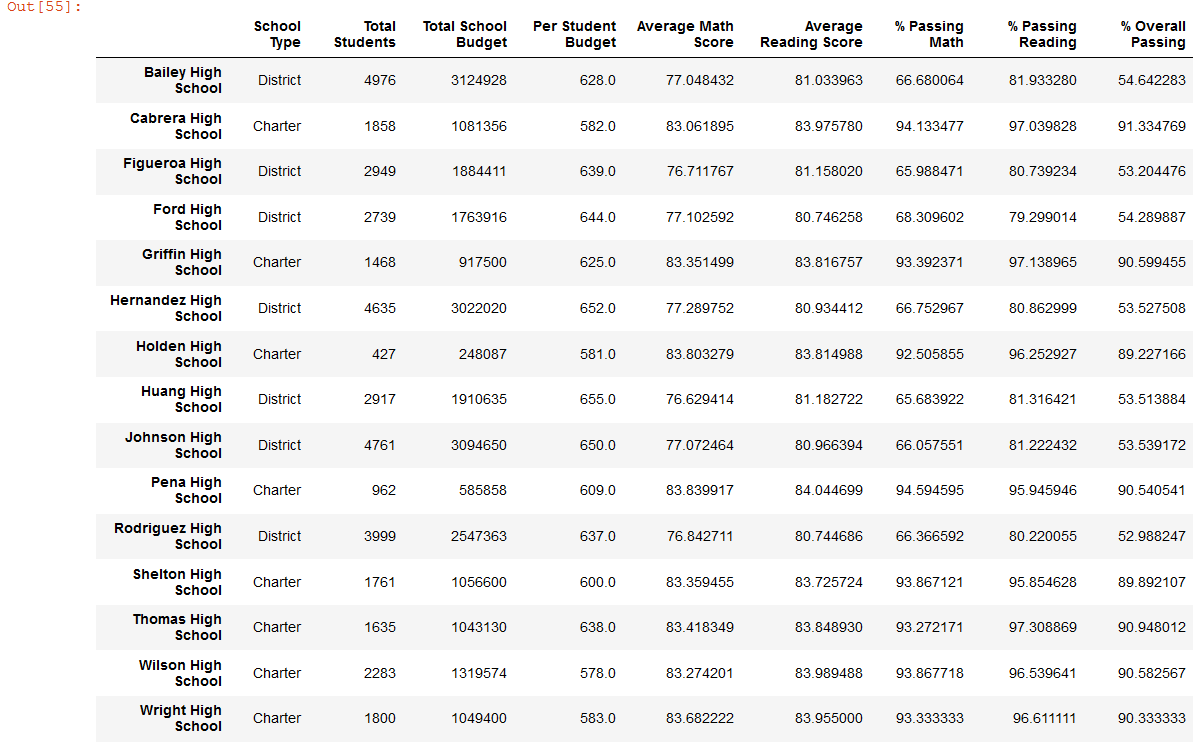 Out[55]:
School Type Total Students Total School Budget Per Student Budget Average Math Score Average Reading Score % Passing Math % Passing Reading % Overall Passing
Bailey High School District 4976 3124928 628.0 77.048432 81.033963 66.680064 81.933280 54.642283
Cabrera High School Charter 1858 1081356 582.0 83.061895 83.975780 94.133477 97.039828 91.334769
Figueroa High School District 2949 1884411 639.0 76.711767 81.158020 65.988471 80.739234 53.204476
Ford High School District 2739 1763916 644.0 77.102592 80.746258 68.309602 79.299014 54.289887
Griffin High School Charter 1468 917500 625.0 83.351499 83.816757 93.392371 97.138965 90.599455
Hernandez High School District 4635 3022020 652.0 77.289752 80.934412 66.752967 80.862999 53.527508
Holden High School Charter 427 248087 581.0 83.803279 83.814988 92.505855 96.252927 89.227166
Huang High School District 2917 1910635 655.0 76.629414 81.182722 65.683922 81.316421 53.513884
Johnson High School District 4761 3094650 650.0 77.072464 80.966394 66.057551 81.222432 53.539172
Pena High School Charter 962 585858 609.0 83.839917 84.044699 94.594595 95.945946 90.540541
Rodriguez High School District 3999 2547363 637.0 76.842711 80.744686 66.366592 80.220055 52.988247
Shelton High School Charter 1761 1056600 600.0 83.359455 83.725724 93.867121 95.854628 89.892107
Thomas High School Charter 1635 1043130 638.0 83.418349 83.848930 93.272171 97.308869 90.948012
Wilson High School Charter 2283 1319574 578.0 83.274201 83.989488 93.867718 96.539641 90.582567
Wright High School Charter 1800 1049400 583.0 83.682222 83.955000 93.333333 96.611111 90.333333